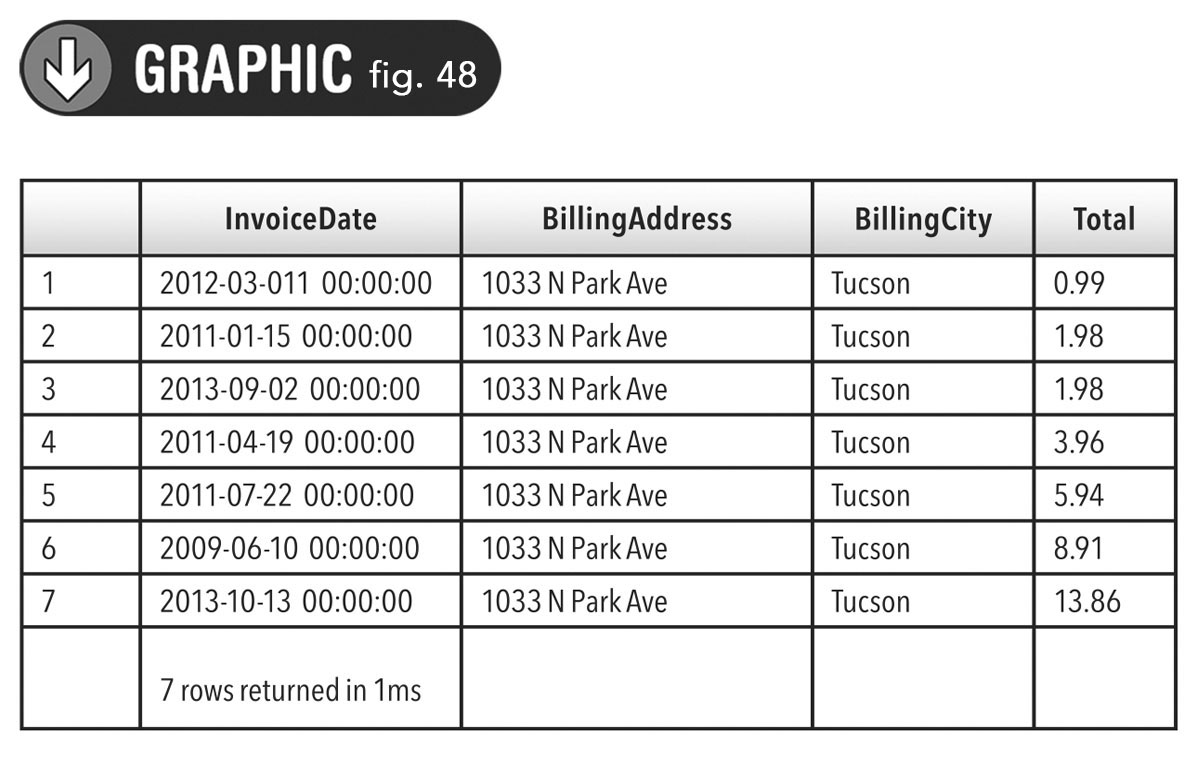 GRAPHIC fig. 48
InvoiceDate BillingAddress BillingCity Total
1 2012-03-011 00:00:00 1033 N Park Ave Tucson 0.99
2 2011-01-15 00:00:00 1033 N Park Ave Tucson 1.98
3 2013-09-02 00:00:00 1033 N Park Ave Tucson 1.98
4 2011-04-19 00:00:00 1033 N Park Ave Tucson 3.96
5 2011-07-22 00:00:00 1033 N Park Ave Tucson 5.94
6 2009-06-10 00:00:00 1033 N Park Ave Tucson 8.91
7 2013-10-13 00:00:00 1033 N Park Ave Tucson 13.86
7 rows returned in 1ms